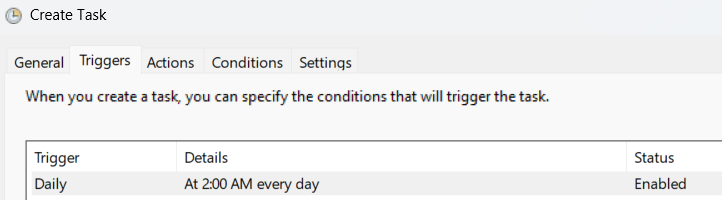 Create Task
General Triggers Actions Conditions Settings
When you create a task, you can specify the conditions that will trigger the task.
Trigger Details Status
Daily At 2:00 AM every day Enabled